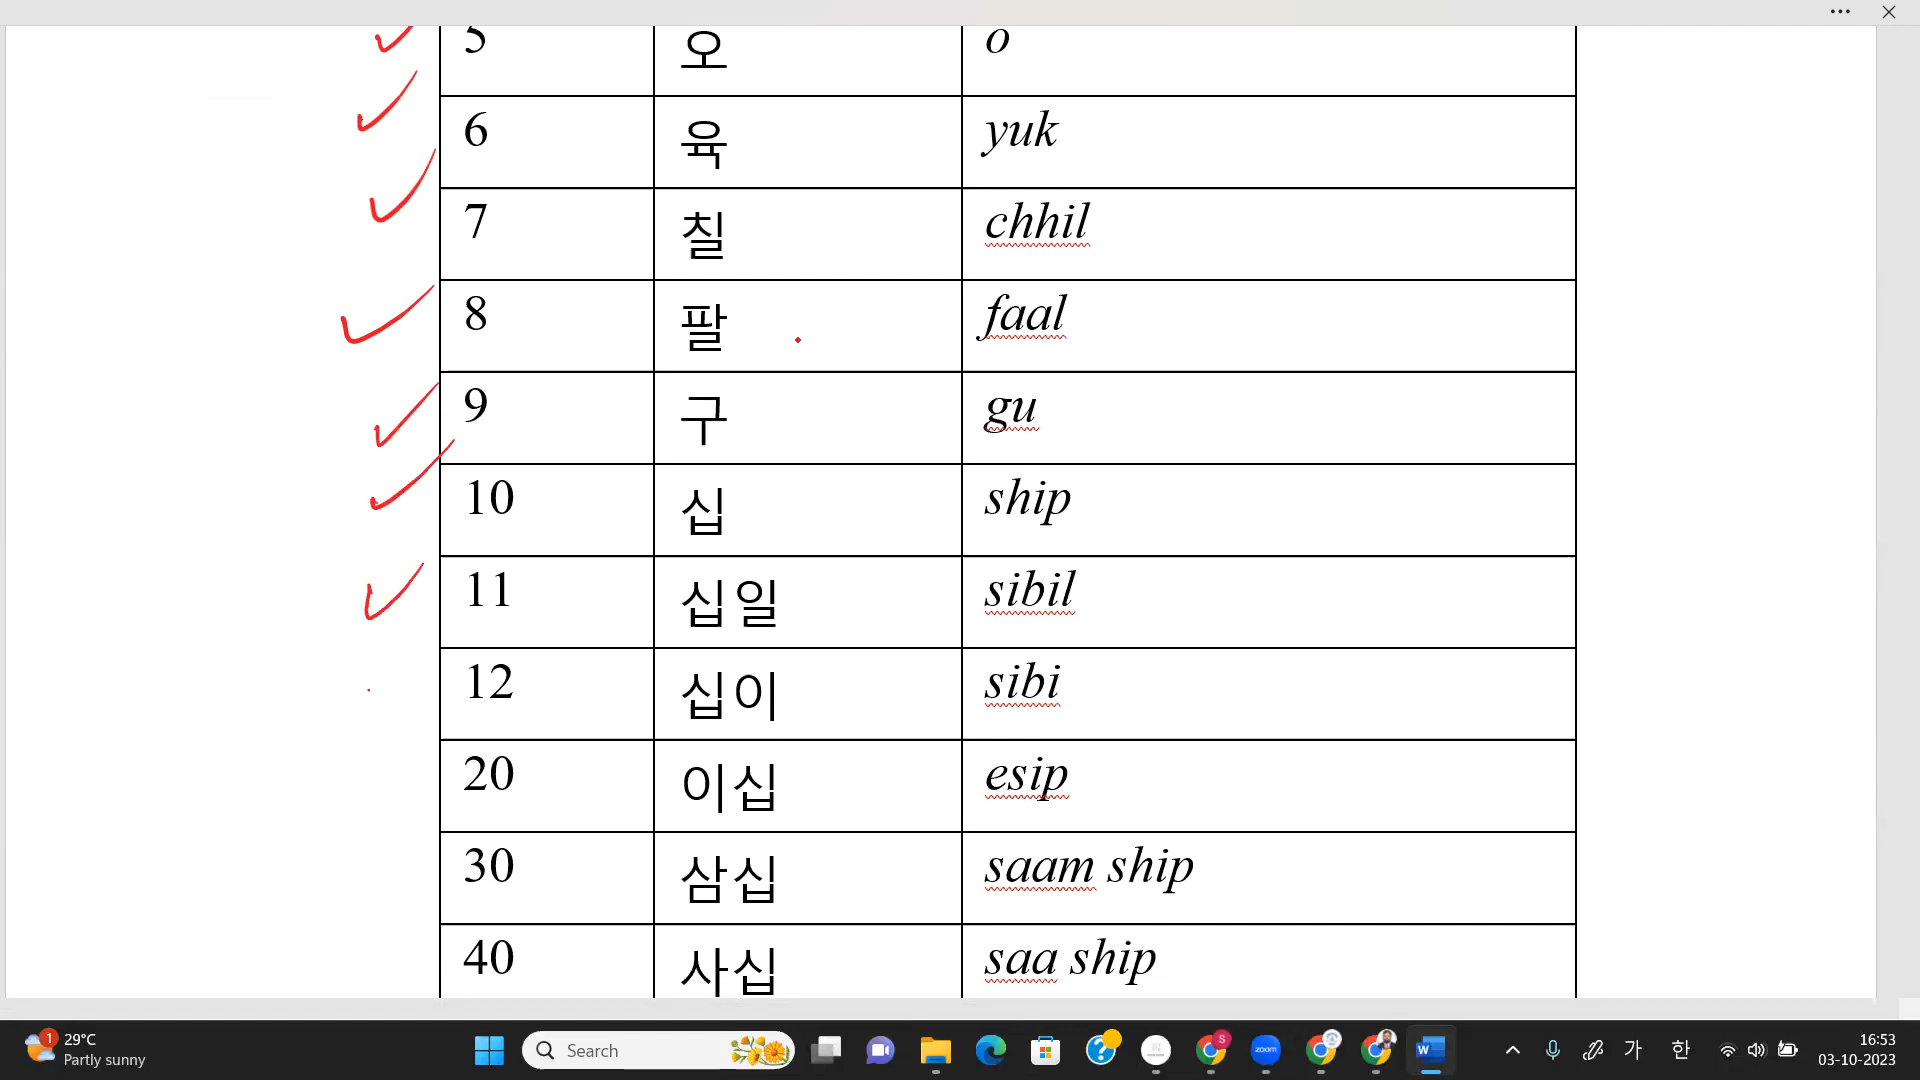 5 오 o
6 육 yuk
7 칠 chhil
8 팔 faal
9 구 gu
10 십 ship
11 십일 sibil
12 십이 sibi
20 이십 esip
30 삼십 saam ship
40 사십 saa ship
1 29°C
Partly sunny
Search
S
zoom
W
가
한
16:53
03-10-2023